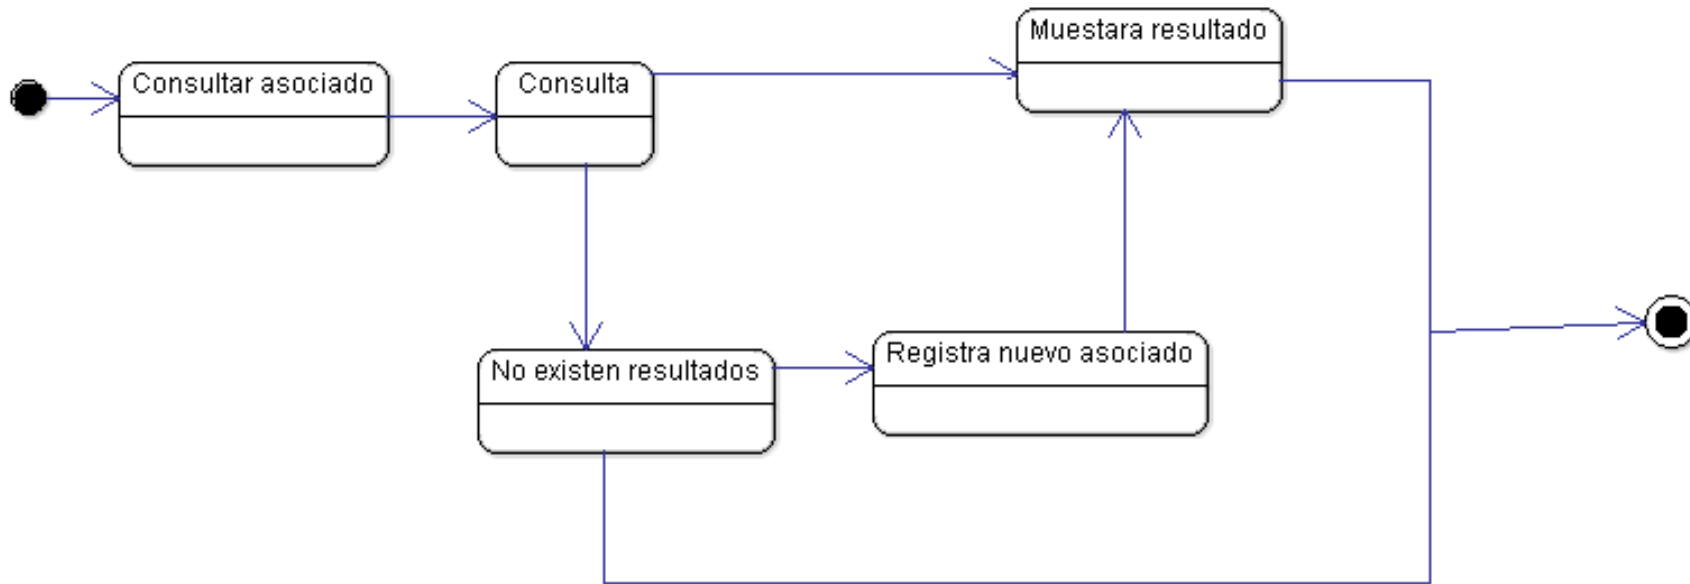 Consultar asociado
Consulta
Muestara resultado
No existen resultados
Registra nuevo asociado